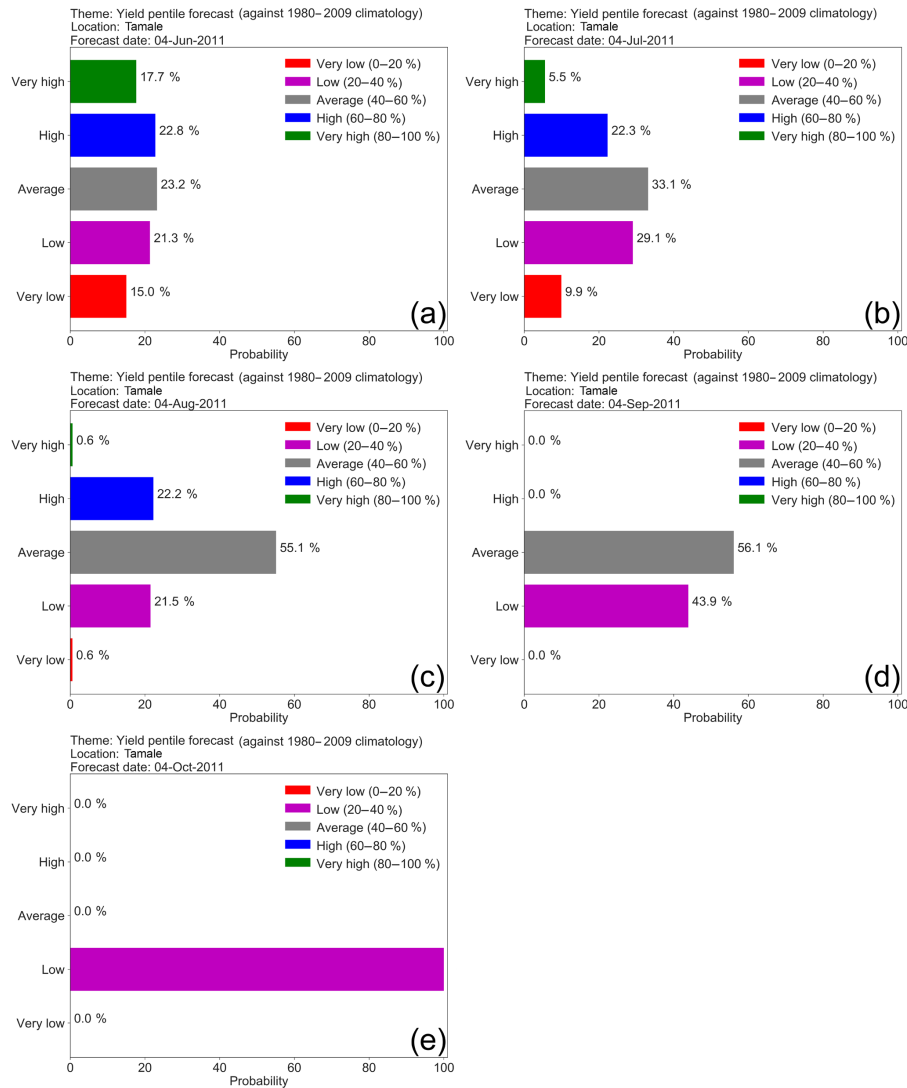 Theme: Yield pentile forecast (against 1980–2009 climatology)
Location: Tamale
Forecast date: 04-Jun-2011
Very high
17.7 %
High
22.8 %
Average
23.2 %
Low
21.3 %
Very low
15.0 %
Very low (0–20 %)
Low (20–40 %)
Average (40–60 %)
High (60–80 %)
Very high (80–100 %)
(a)
0 20 40 60 80 100
Probability
Theme: Yield pentile forecast (against 1980–2009 climatology)
Location: Tamale
Forecast date: 04-Jul-2011
Very high
5.5 %
High
22.3 %
Average
33.1 %
Low
29.1 %
Very low
9.9 %
Very low (0–20 %)
Low (20–40 %)
Average (40–60 %)
High (60–80 %)
Very high (80–100 %)
(b)
0 20 40 60 80 100
Probability
Theme: Yield pentile forecast (against 1980–2009 climatology)
Location: Tamale
Forecast date: 04-Aug-2011
Very high
0.6 %
High
22.2 %
Average
55.1 %
Low
21.5 %
Very low
0.6 %
Very low (0–20 %)
Low (20–40 %)
Average (40–60 %)
High (60–80 %)
Very high (80–100 %)
(c)
0 20 40 60 80 100
Probability
Theme: Yield pentile forecast (against 1980–2009 climatology)
Location: Tamale
Forecast date: 04-Sep-2011
Very high
0.0 %
High
0.0 %
Average
56.1 %
Low
43.9 %
Very low
0.0 %
Very low (0–20 %)
Low (20–40 %)
Average (40–60 %)
High (60–80 %)
Very high (80–100 %)
(d)
0 20 40 60 80 100
Probability
Theme: Yield pentile forecast (against 1980–2009 climatology)
Location: Tamale
Forecast date: 04-Oct-2011
Very high
0.0 %
High
0.0 %
Average
0.0 %
Low
Very low
0.0 %
Very low (0–20 %)
Low (20–40 %)
Average (40–60 %)
High (60–80 %)
Very high (80–100 %)
(e)
0 20 40 60 80 100
Probability